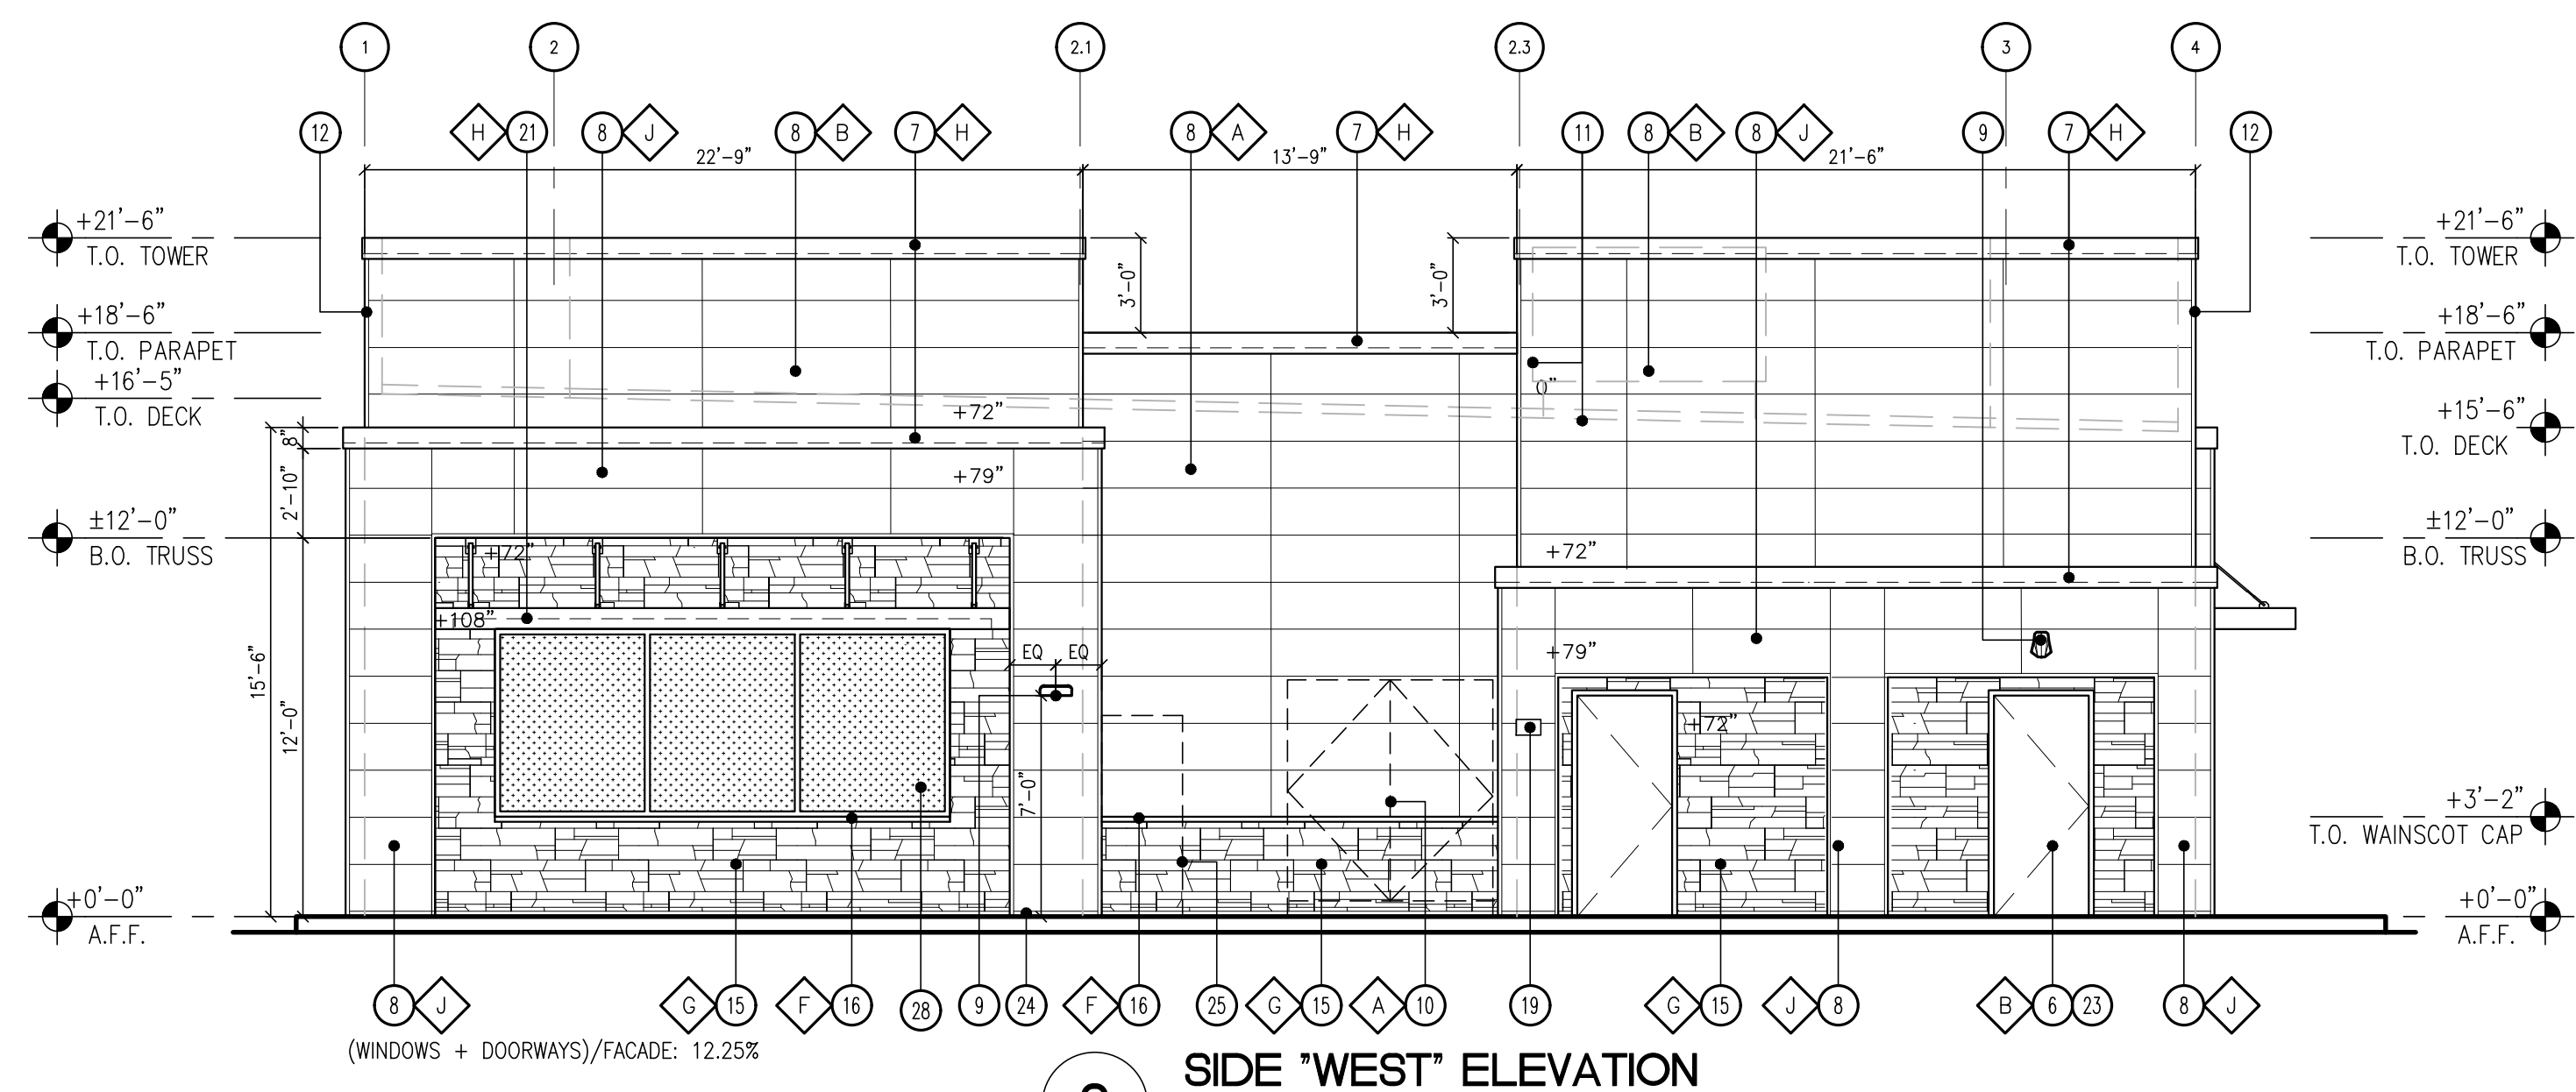 1 2 2.1 2.3 3 4
12 H 21 8 J 8 B 7 H 8 A 7 H 11 8 B 8 J 9 7 H 12
22'-9" 13'-9" 21'-6"
+21'-6"
T.O. TOWER
+18'-6"
T.O. PARAPET
+16'-5"
T.O. DECK
±12'-0"
B.O. TRUSS
+0'-0"
A.F.F.
15'-6"
8"
2'-10"
12'-0"
3'-0"
3'-0"
0"
+72"
+79"
+72"
+108"
EQ EQ
7'-0"
+72"
+79"
+72"
+21'-6"
T.O. TOWER
+18'-6"
T.O. PARAPET
+15'-6"
T.O. DECK
±12'-0"
B.O. TRUSS
+3'-2"
T.O. WAINSCOT CAP
+0'-0"
A.F.F.
8 J G 15 F 16 28 9 24 F 16 25 G 15 A 10 19 G 15 J 8 B 6 23 8 J
(WINDOWS + DOORWAYS)/FACADE: 12.25%
SIDE "WEST" ELEVATION